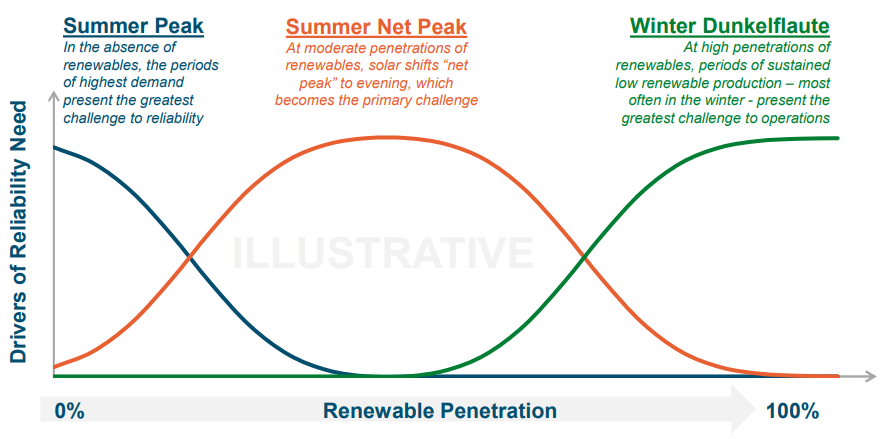 Summer Peak
In the absence of
renewables, the periods
of highest demand
present the greatest
challenge to reliability
Summer Net Peak
At moderate penetrations of
renewables, solar shifts “net
peak” to evening, which
becomes the primary challenge
Winter Dunkelflaute
At high penetrations of
renewables, periods of sustained
low renewable production – most
often in the winter - present the
greatest challenge to operations
Drivers of Reliability Need
ILLUSTRATIVE
0%
Renewable Penetration
100%